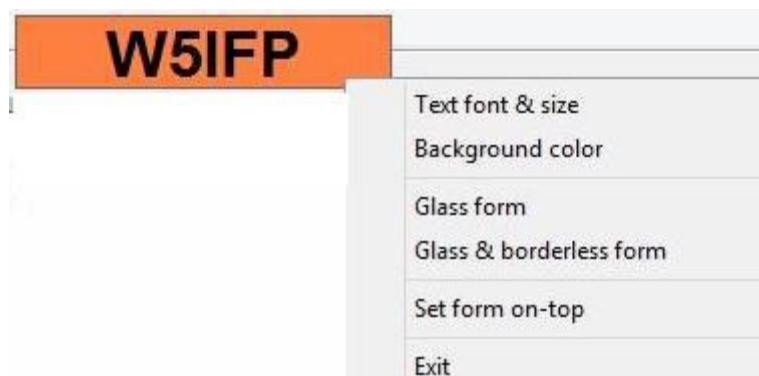 W5IFP
Text font & size
Background color
Glass form
Glass & borderless form
Set form on-top
Exit